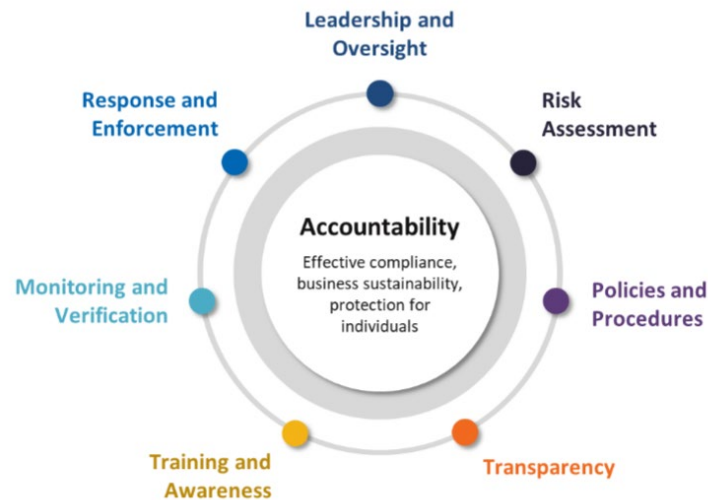 Leadership and
Oversight
Risk
Assessment
Policies and
Procedures
Transparency
Training and
Awareness
Monitoring and
Verification
Response and
Enforcement
Accountability
Effective compliance,
business sustainability,
protection for
individuals